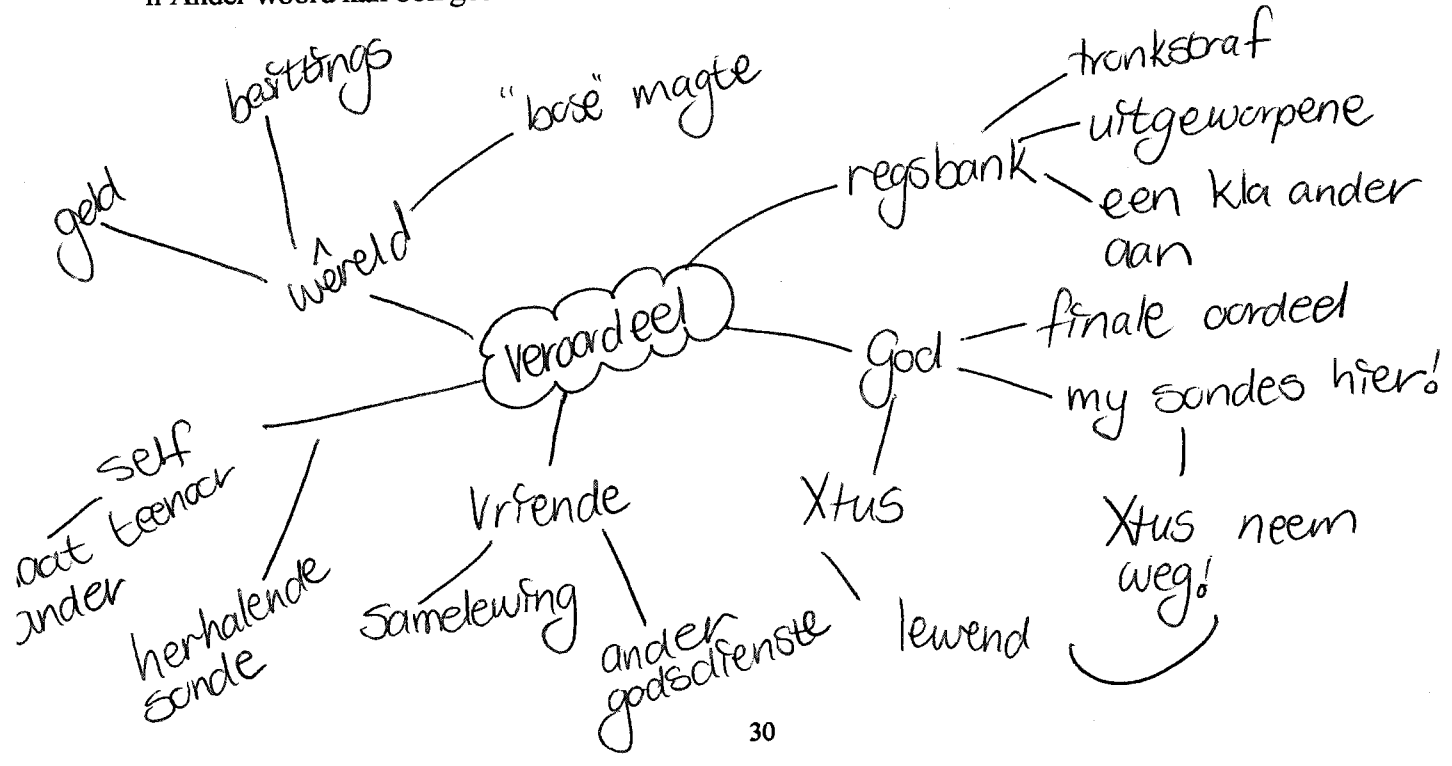 besittings
"bose" magte
geld
wêreld
tronkstraf
uitgeworpene
regsbank
een kla ander
aan
veroordeel
God
finale oordeel
my sondes hier!
Xtus neem
weg!
Xtus
lewend
Vriende
Samelewing
ander
godsdienste
self
teenoor
ander
herhalende
sonde
30